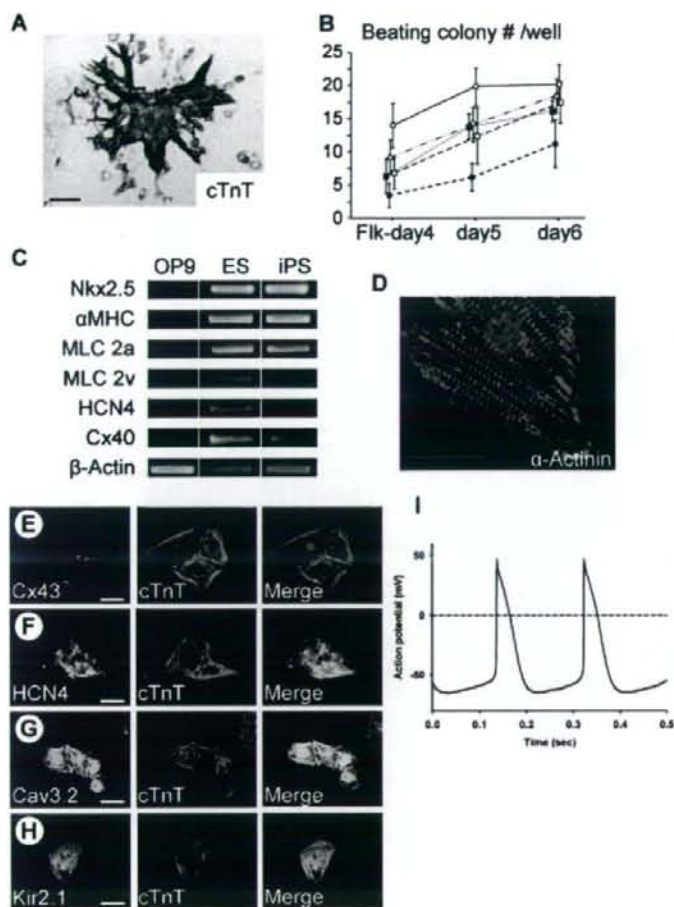 A
cTnT
B
Beating colony # /well
25
20
15
10
5
0
Flk-day4 day5 day6
C
OP9 ES iPS
Nkx2.5
αMHC
MLC 2a
MLC 2v
HCN4
Cx40
β-Actin
D
α-Actinin
E
Cx43 cTnT Merge
F
HCN4 cTnT Merge
G
Cav3.2 cTnT Merge
H
Kir2.1 cTnT Merge
I
Action potential (mV)
50
0
-50
0.0 0.1 0.2 0.3 0.4 0.5
Time (sec)